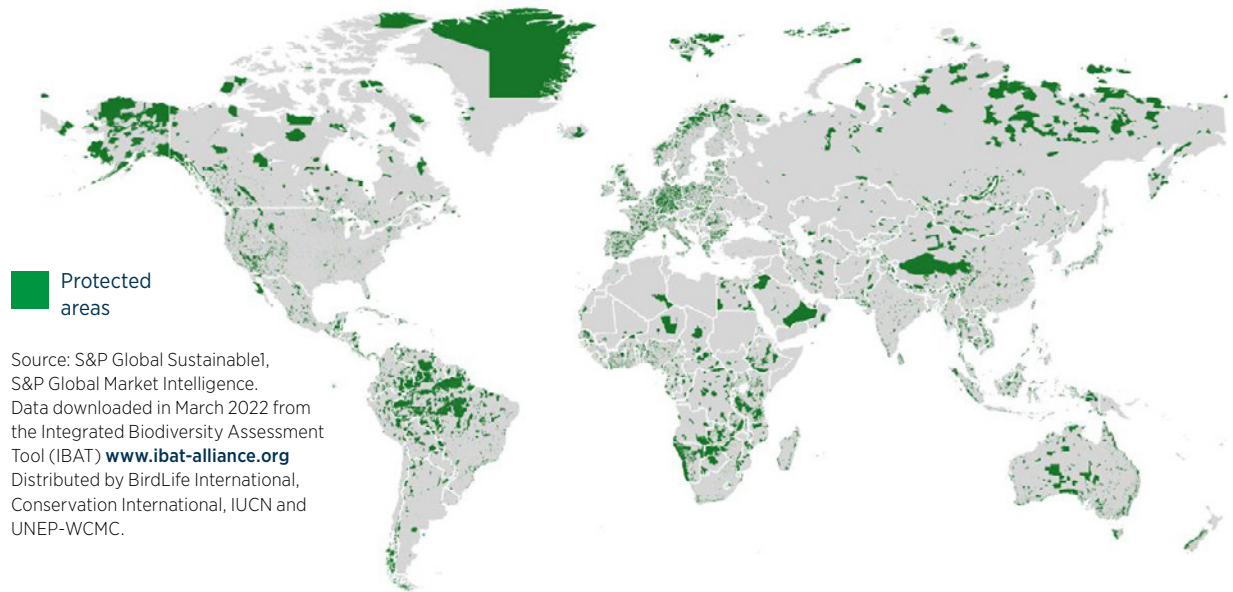 Protected
areas
Source: S&P Global Sustainable1,
S&P Global Market Intelligence.
Data downloaded in March 2022 from
the Integrated Biodiversity Assessment
Tool (IBAT) www.ibat-alliance.org
Distributed by BirdLife International,
Conservation International, IUCN and
UNEP-WCMC.